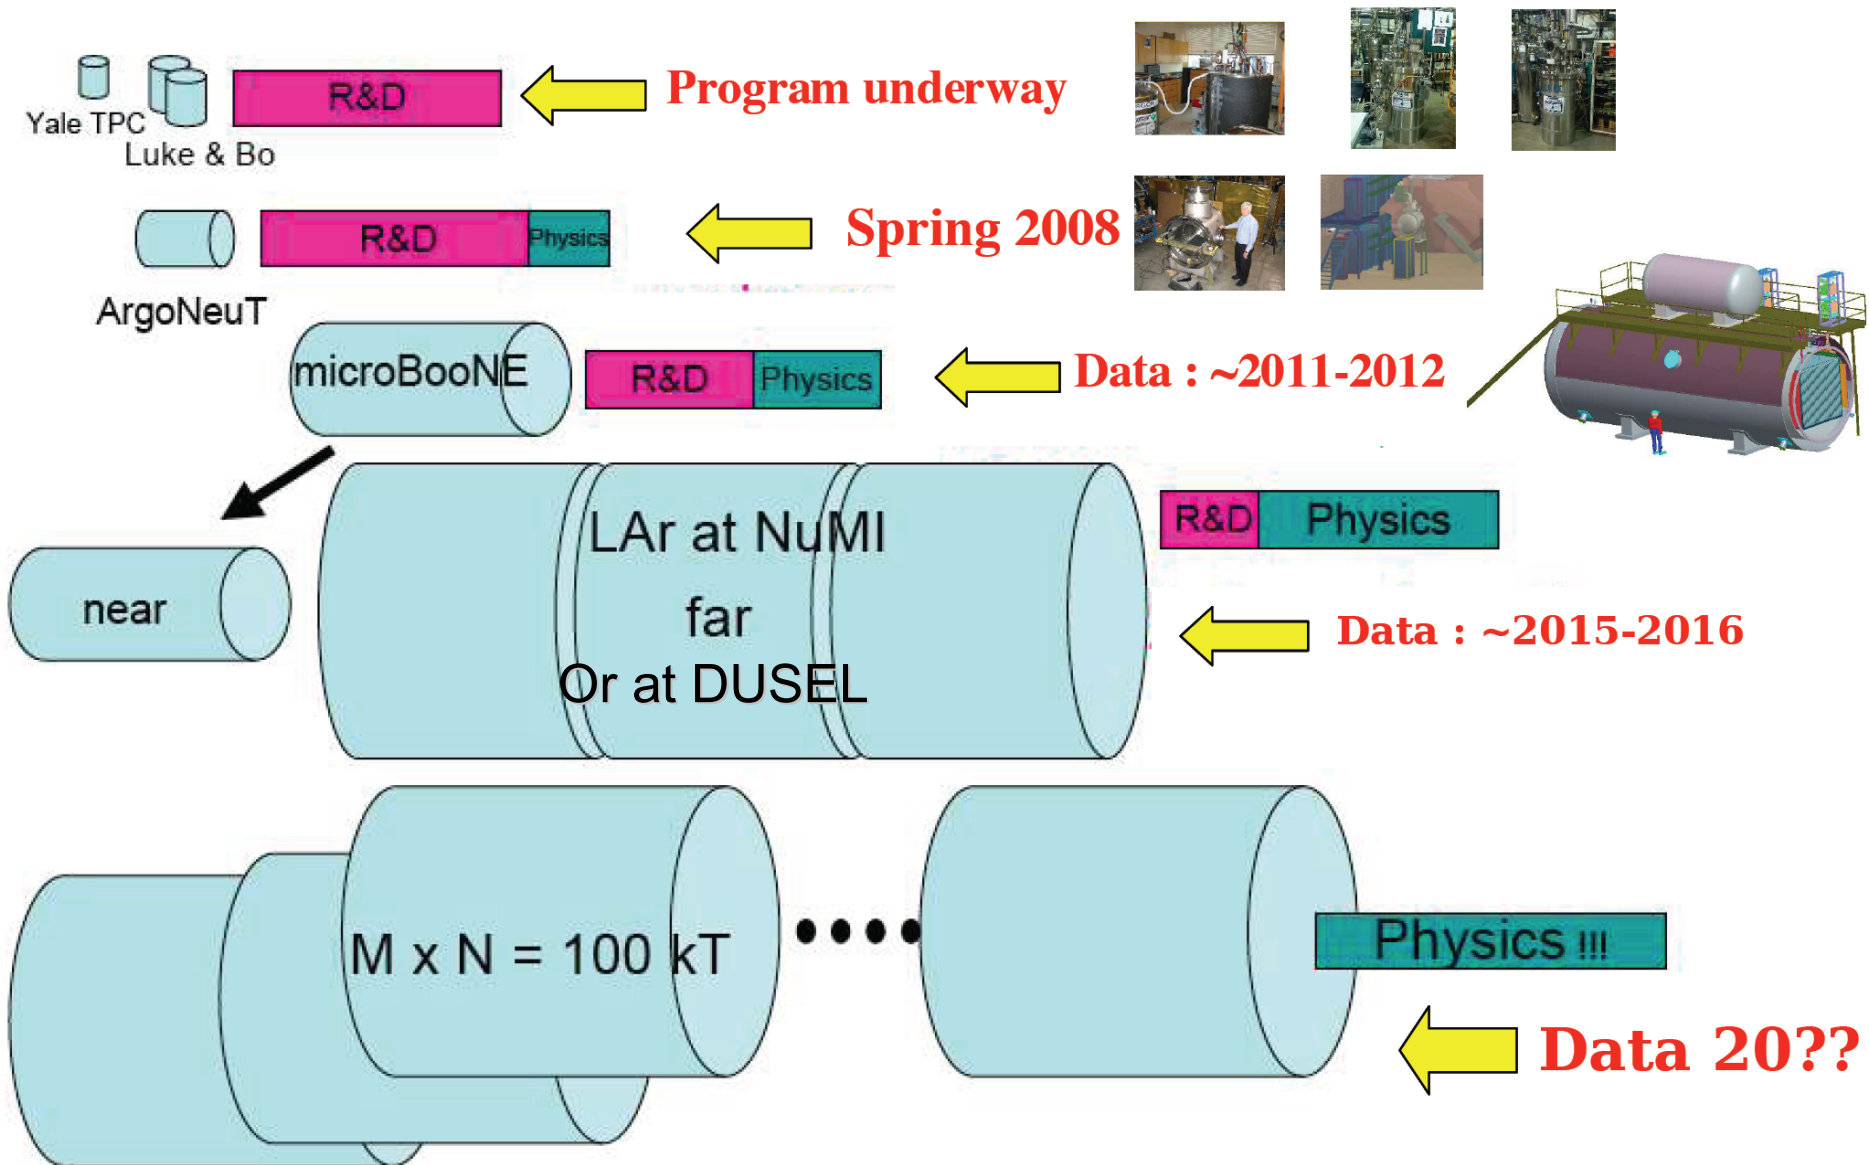 Yale TPC
Luke & Bo
R&D
Program underway
ArgoNeuT
R&D
Physics
Spring 2008
microBooNE
R&D
Physics
Data : ~2011-2012
near
LAr at NuMI
far
Or at DUSEL
R&D
Physics
Data : ~2015-2016
M x N = 100 kT
Physics !!!
Data 20??